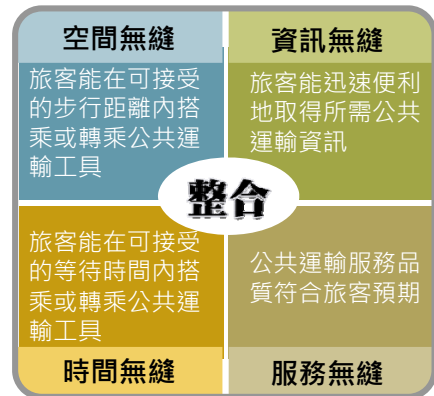 空間無縫
旅客能在可接受
的步行距離內搭
乘或轉乘公共運
輸工具
資訊無縫
旅客能迅速便利
地取得所需公共
運輸資訊
整合
旅客能在可接受
的等待時間內搭
乘或轉乘公共運
輸工具
時間無縫
公共運輸服務品
質符合旅客預期
服務無縫